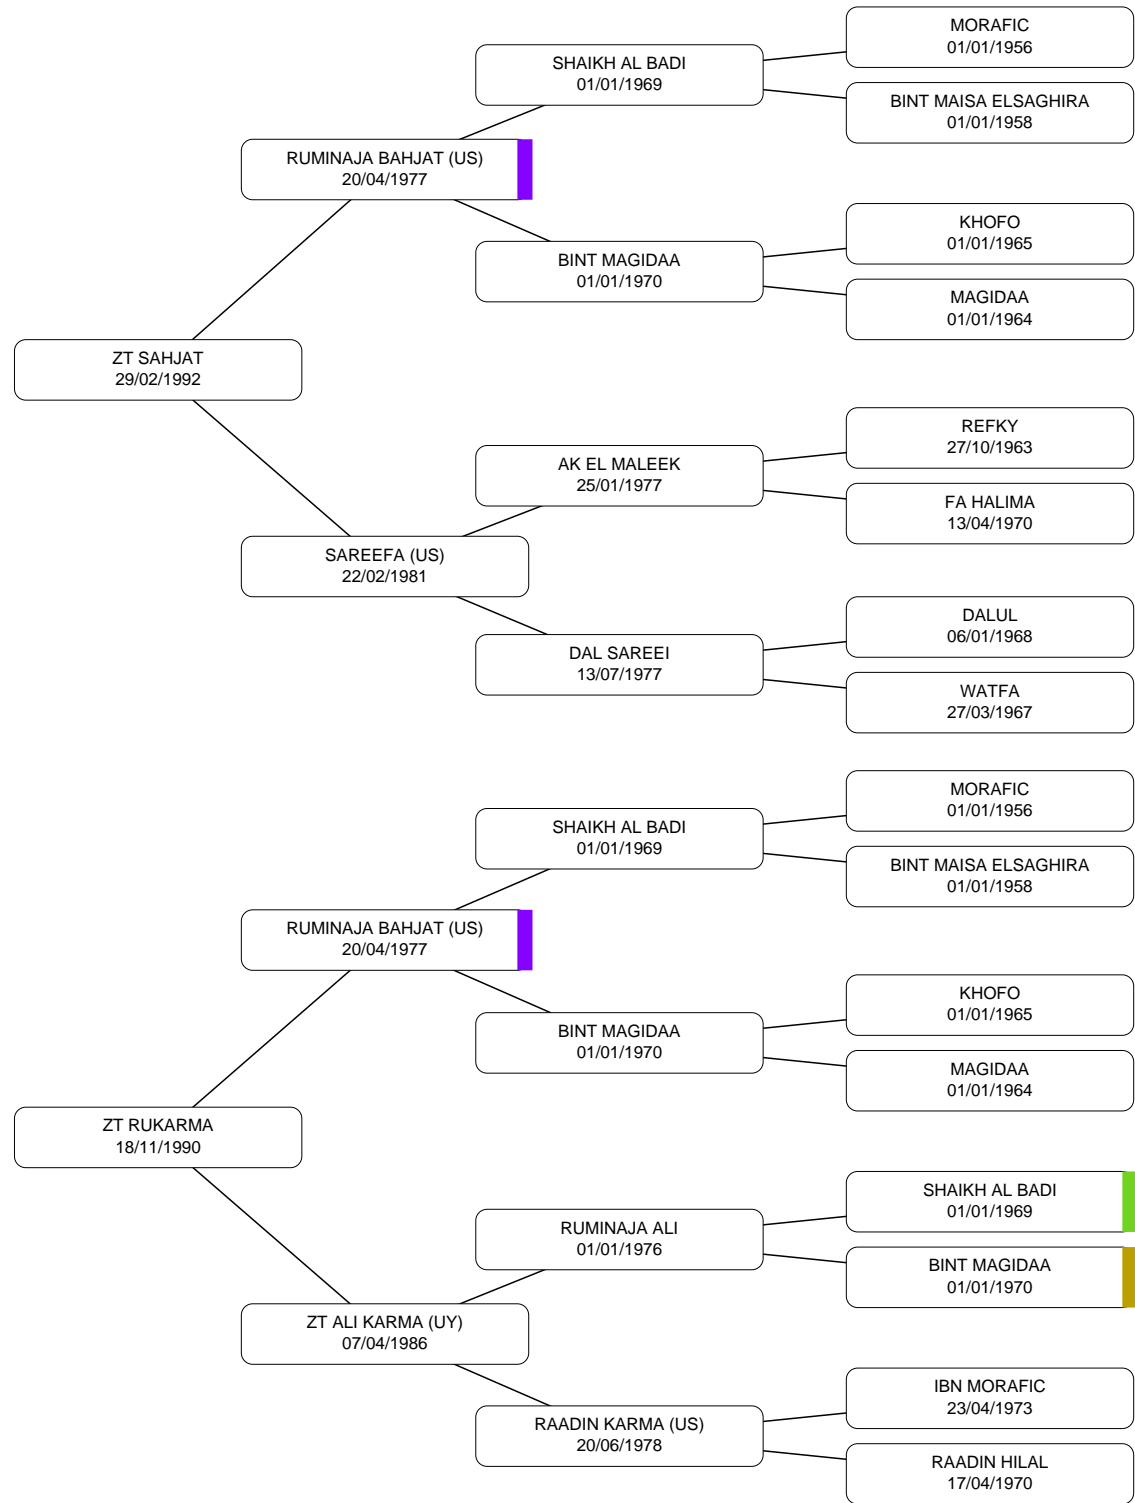 MORAFIC
01/01/1956
SHAIKH AL BADI
01/01/1969
BINT MAISA ELSAGHIRA
01/01/1958
RUMINAJA BAHJAT (US)
20/04/1977
KHOFO
01/01/1965
BINT MAGIDAA
01/01/1970
MAGIDAA
01/01/1964
ZT SAHJAT
29/02/1992
REFKY
27/10/1963
AK EL MALEEK
25/01/1977
FA HALIMA
13/04/1970
SAREEFA (US)
22/02/1981
DALUL
06/01/1968
DAL SAREEI
13/07/1977
WATFA
27/03/1967
MORAFIC
01/01/1956
SHAIKH AL BADI
01/01/1969
BINT MAISA ELSAGHIRA
01/01/1958
RUMINAJA BAHJAT (US)
20/04/1977
KHOFO
01/01/1965
BINT MAGIDAA
01/01/1970
MAGIDAA
01/01/1964
ZT RUKARMA
18/11/1990
SHAIKH AL BADI
01/01/1969
RUMINAJA ALI
01/01/1976
BINT MAGIDAA
01/01/1970
ZT ALI KARMA (UY)
07/04/1986
IBN MORAFIC
23/04/1973
RAADIN KARMA (US)
20/06/1978
RAADIN HILAL
17/04/1970